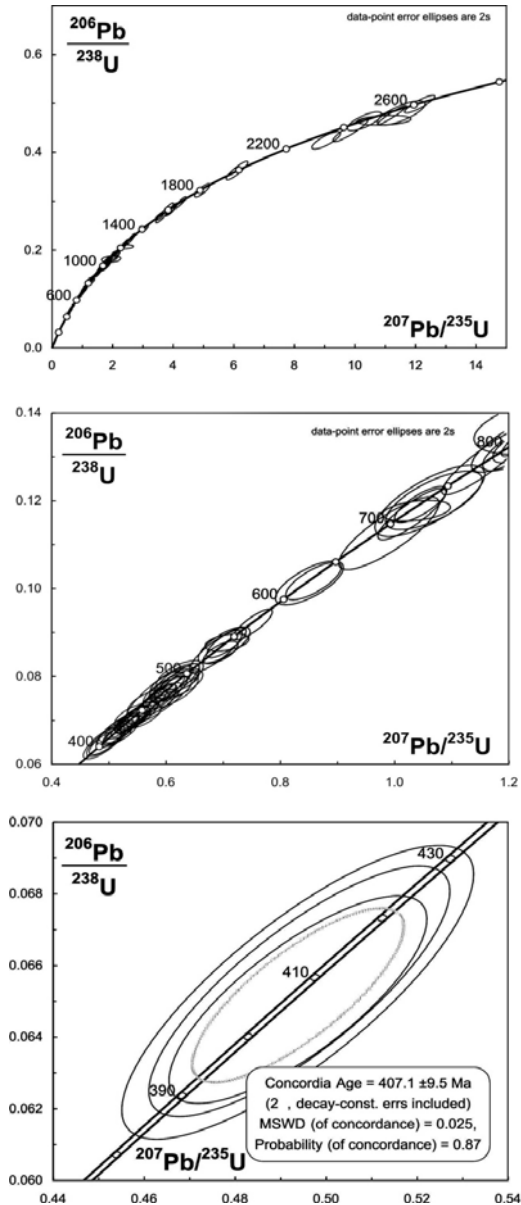 206Pb
238U
data-point error ellipses are 2s
0.6
0.4
0.2
0.0
600
1000
1400
1800
2200
2600
207Pb/235U
0 2 4 6 8 10 12 14
206Pb
238U
data-point error ellipses are 2s
0.14
0.12
0.10
0.08
0.06
400
500
600
700
800
207Pb/235U
0.4 0.6 0.8 1.0 1.2
206Pb
238U
0.070
0.068
0.066
0.064
0.062
0.060
430
410
390
Concordia Age = 407.1 ±9.5 Ma
(2 , decay-const. errs included)
MSWD (of concordance) = 0.025,
Probability (of concordance) = 0.87
207Pb/235U
0.44 0.46 0.48 0.50 0.52 0.54